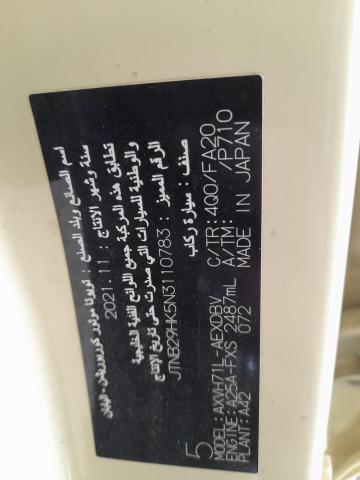 اسم الصانع وبلد الصنع : تويوتا موتور كوربوريشن - اليابان
سنة وشهر الإنتاج : 2021.11
تطابق هذه المركبة جميع اللوائح الفنية الخليجية
والوطنية للسيارات التي صدرت حتى تاريخ الإنتاج
الرقم المميز : JTNB29HK5N3110783
صنف : سيارة ركاب
5
MODEL: AXVH71L-AEXDBV C/TR: 4Q0/FA20
ENGINE: A25A-FXS 2487mL A/TM: /P710
PLANT: A42 072 MADE IN JAPAN